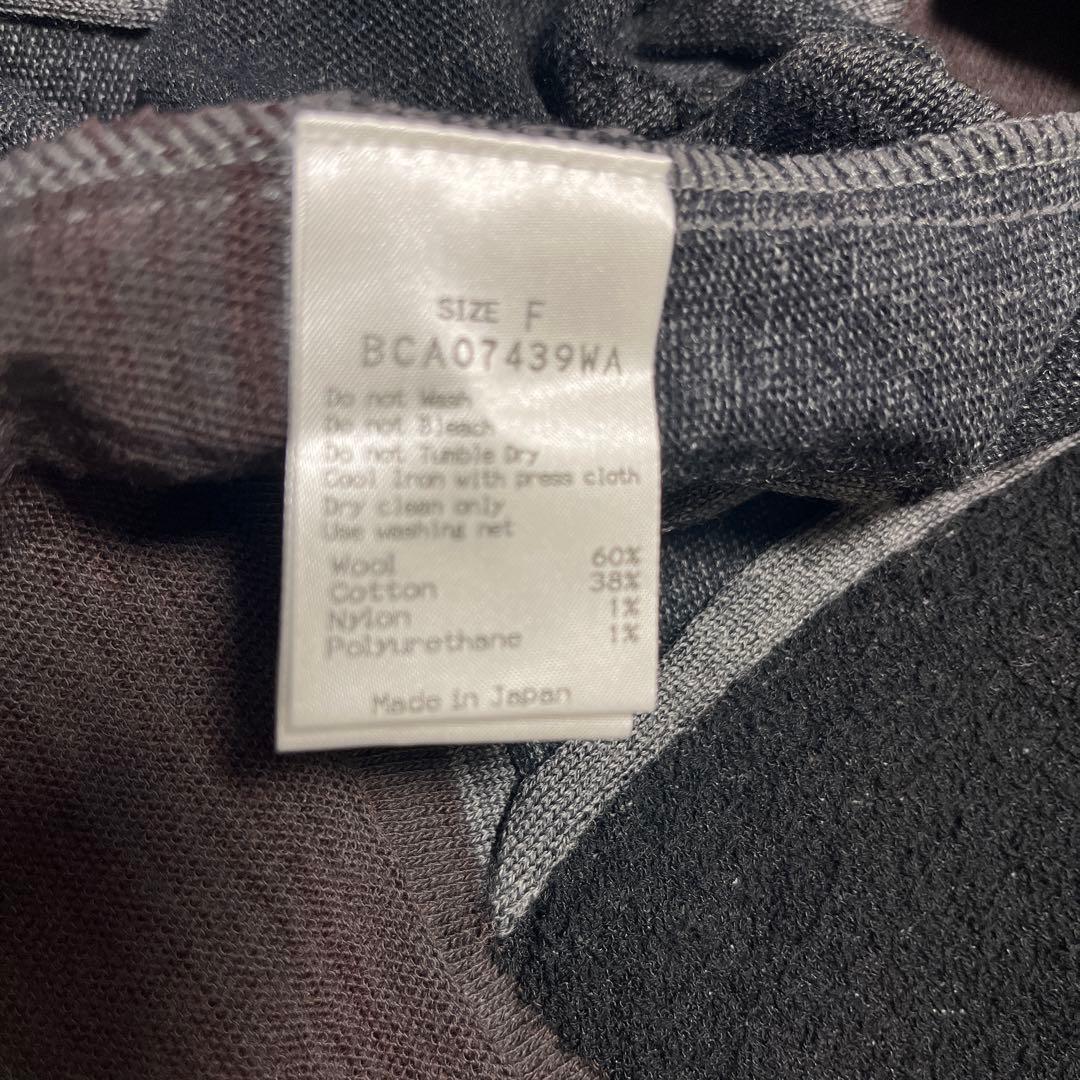 SIZE F
BCA07439WA
Do not Wash
Do not Bleach
Do not Tumble Dry
Cool Iron with press cloth
Dry clean only
Use washing net
Wool 60%
Cotton 38%
Nylon 1%
Polyurethane 1%
Made in Japan